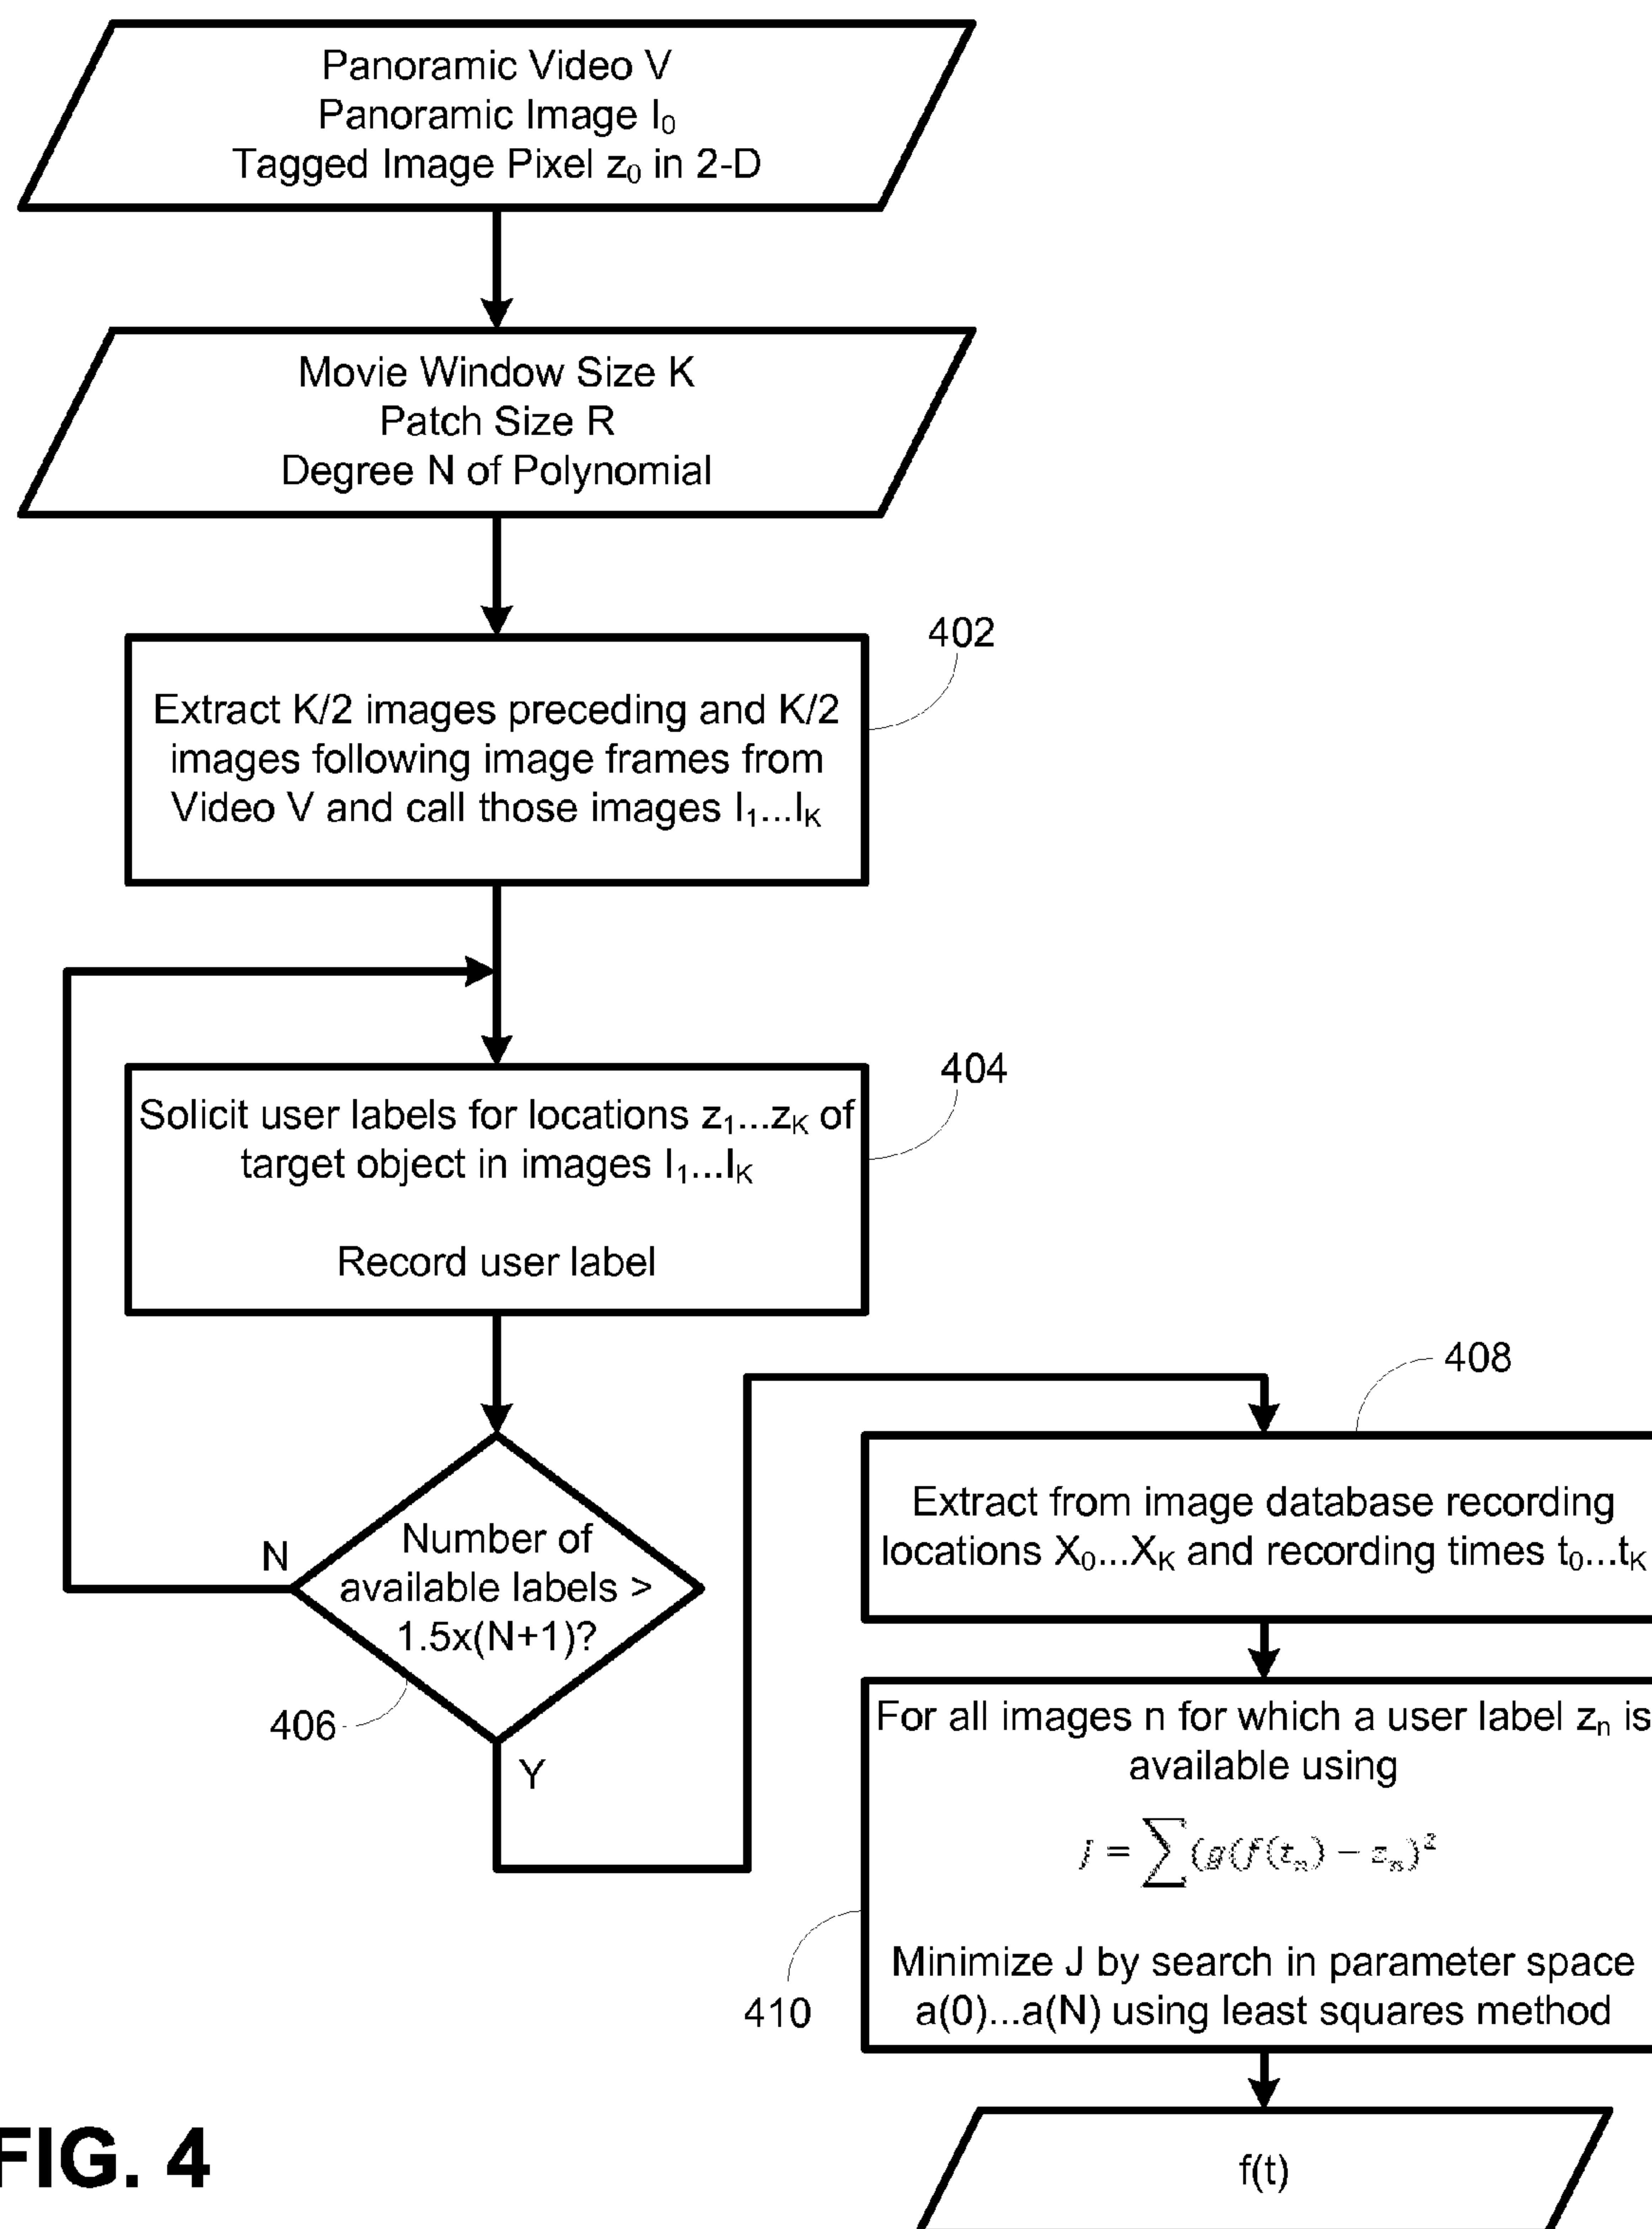 Panoramic Video V
Panoramic Image I₀
Tagged Image Pixel z₀ in 2-D
Movie Window Size K
Patch Size R
Degree N of Polynomial
402
Extract K/2 images preceding and K/2
images following image frames from
Video V and call those images I₁...I_K
404
Solicit user labels for locations z₁...z_K of
target object in images I₁...I_K
Record user label
N
Number of
available labels >
1.5x(N+1)?
406
Y
408
Extract from image database recording
locations X₀...X_K and recording times t₀...t_K
For all images n for which a user label zₙ is
available using
J = ∑(g(f(tₙ) − zₙ)²
Minimize J by search in parameter space
a(0)...a(N) using least squares method
410
f(t)
FIG. 4